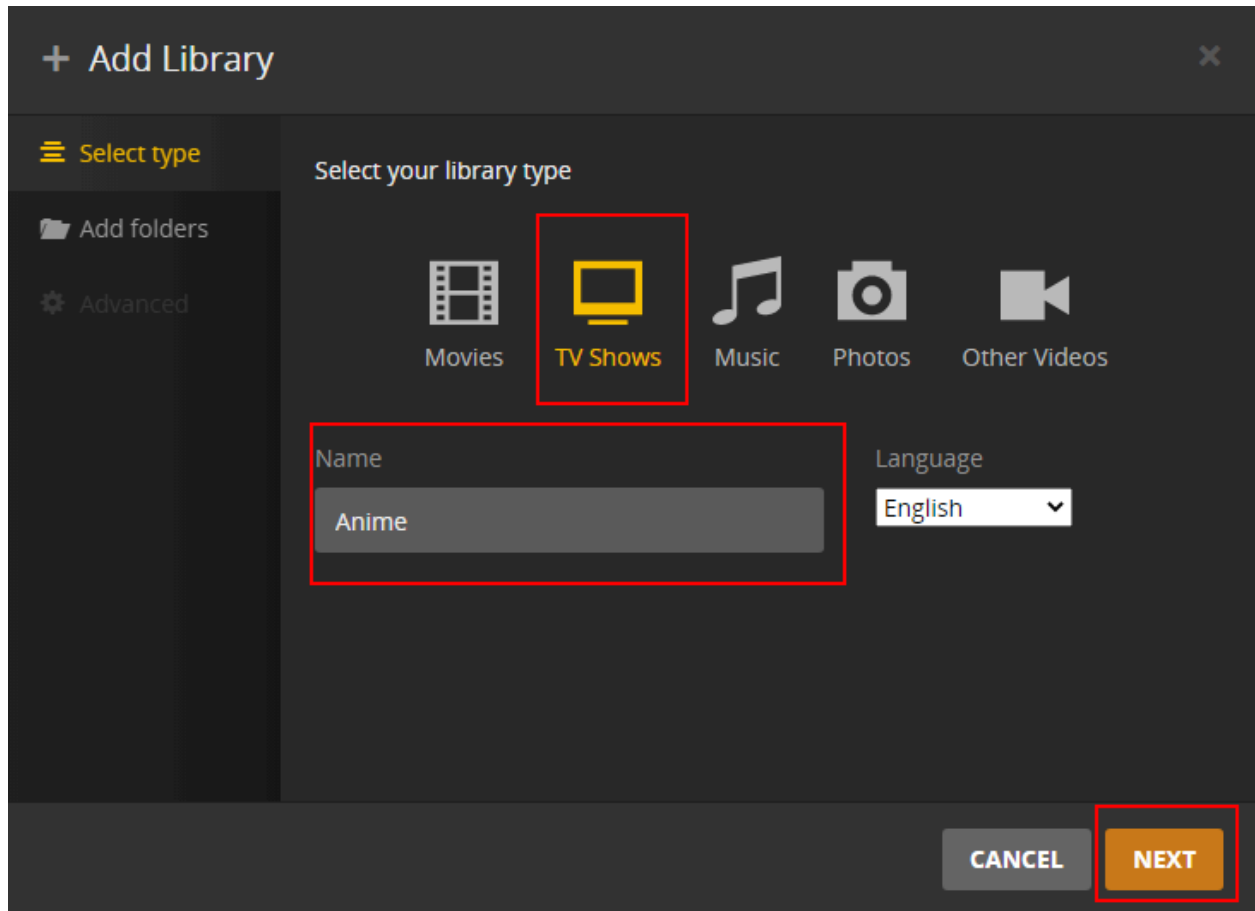 + Add Library
Select type
Add folders
Advanced
Select your library type
Movies
TV Shows
Music
Photos
Other Videos
Name
Language
Anime
English
CANCEL
NEXT